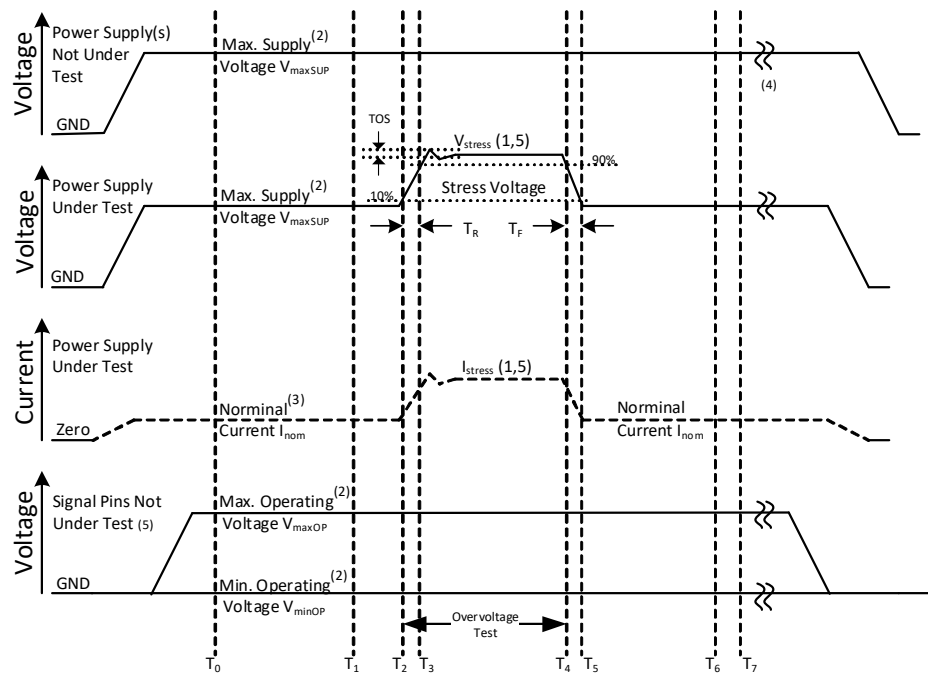 Voltage
Power Supply(s)
Not Under
Test
GND
Max. Supply(2)
Voltage VmaxSUP
(4)
TOS
Vstress (1,5)
90%
10%
Stress Voltage
Voltage
Power Supply
Under Test
GND
Max. Supply(2)
Voltage VmaxSUP
TR
TF
Current
Power Supply
Under Test
Zero
Norminal(3)
Current Inom
Istress (1,5)
Norminal
Current Inom
Voltage
Signal Pins Not
Under Test (5)
GND
Max. Operating(2)
Voltage VmaxOP
Min. Operating(2)
Voltage VminOP
Overvoltage
Test
T0 T1 T2 T3 T4 T5 T6 T7